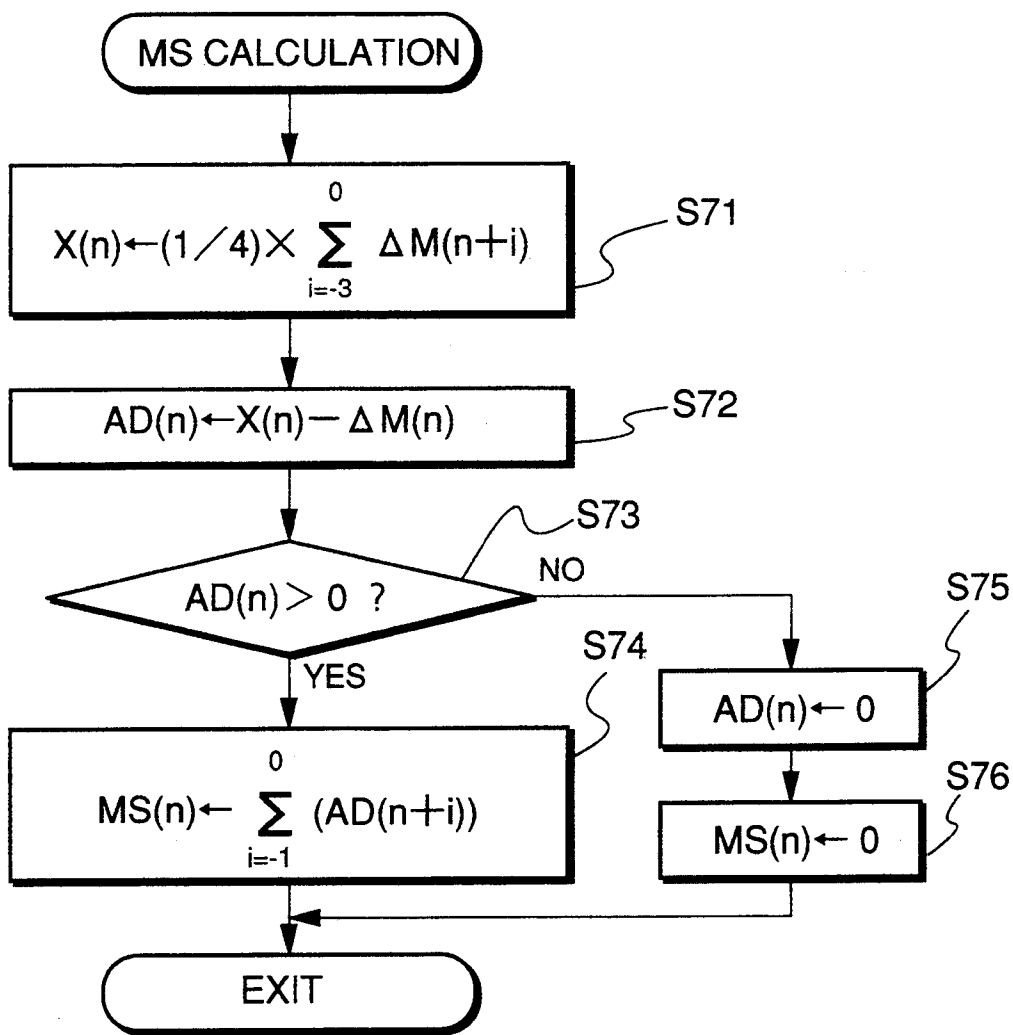 MS CALCULATION
0
X(n)←(1/4)× Σ ΔM(n+i)
i=-3
S71
AD(n)←X(n)-ΔM(n)
S72
AD(n)>0 ?
S73
NO
YES
S74
0
MS(n)← Σ (AD(n+i))
i=-1
S75
AD(n)←0
S76
MS(n)←0
EXIT